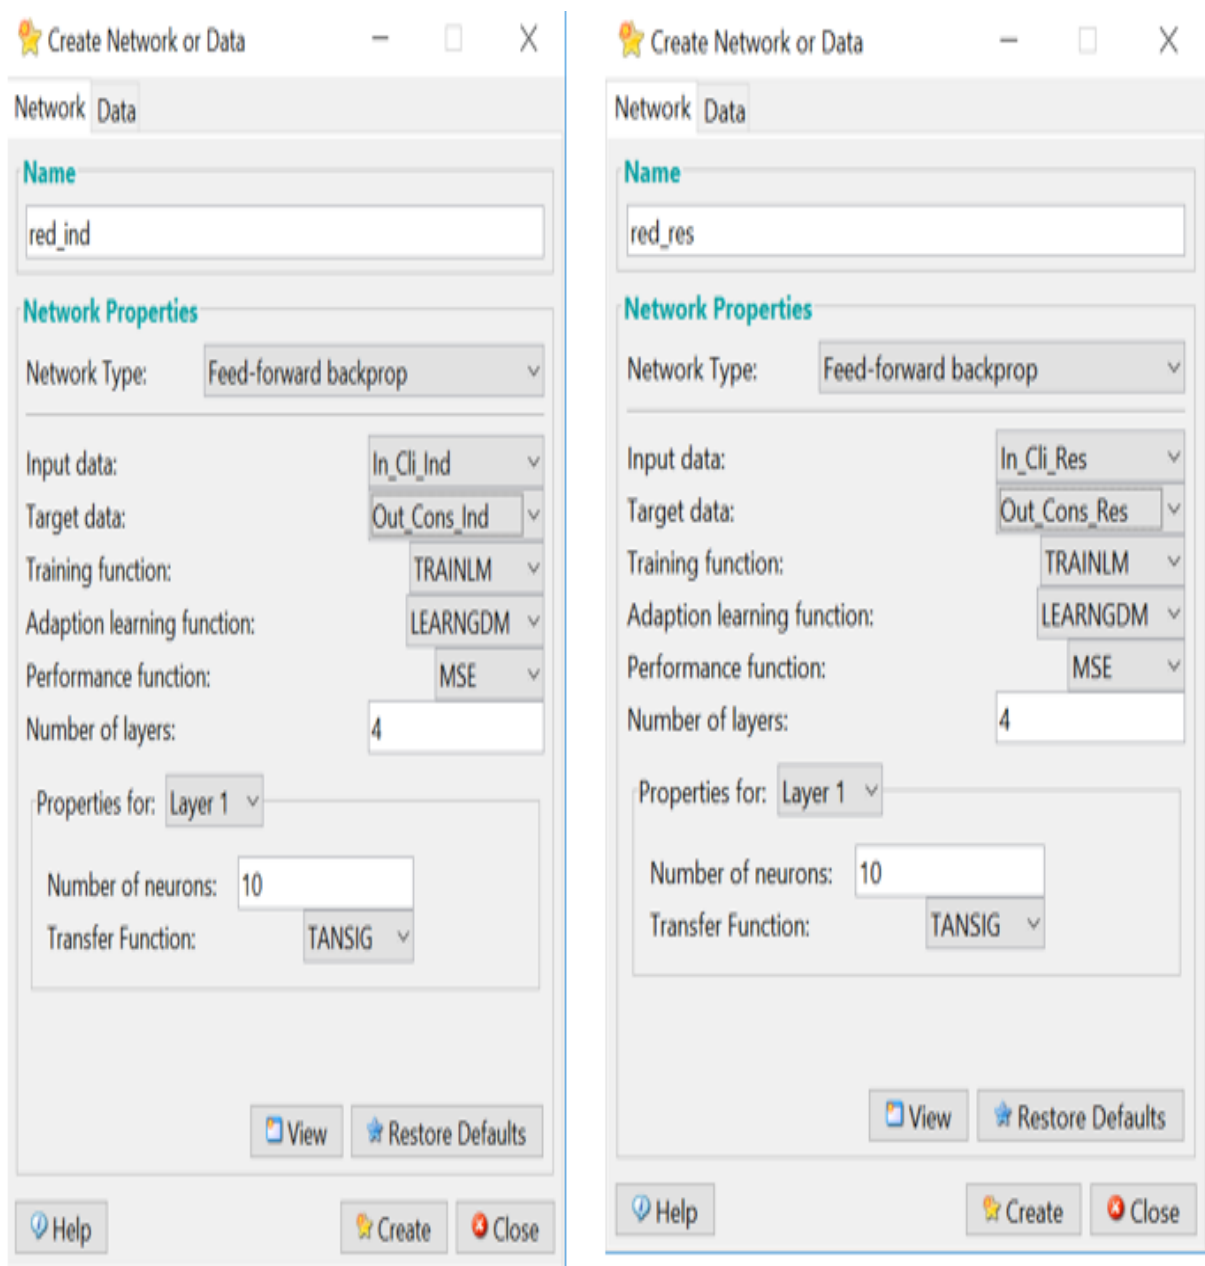 Create Network or Data
Network Data
Name
red_ind
Network Properties
Network Type: Feed-forward backprop
Input data: In_Cli_Ind
Target data: Out_Cons_Ind
Training function: TRAINLM
Adaption learning function: LEARNGDM
Performance function: MSE
Number of layers: 4
Properties for: Layer 1
Number of neurons: 10
Transfer Function: TANSIG
View Restore Defaults
Help Create Close
Create Network or Data
Network Data
Name
red_res
Network Properties
Network Type: Feed-forward backprop
Input data: In_Cli_Res
Target data: Out_Cons_Res
Training function: TRAINLM
Adaption learning function: LEARNGDM
Performance function: MSE
Number of layers: 4
Properties for: Layer 1
Number of neurons: 10
Transfer Function: TANSIG
View Restore Defaults
Help Create Close